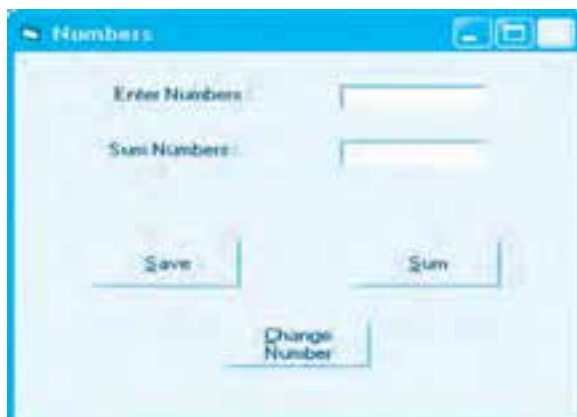 Numbers
Enter Numbers :
Sum Numbers :
Save
Sum
Change
Number